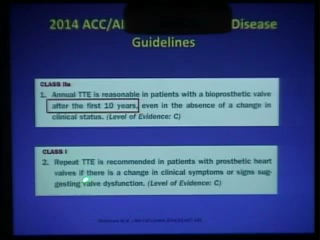 2014 ACC/A Disease
Guidelines
CLASS IIa
1. Annual TTE is reasonable in patients with a bioprosthetic valve
after the first 10 years, even in the absence of a change in
clinical status. (Level of Evidence: C)
CLASS I
2. Repeat TTE is recommended in patients with prosthetic heart
valves if there is a change in clinical symptoms or signs sug-
gesting valve dysfunction. (Level of Evidence: C)